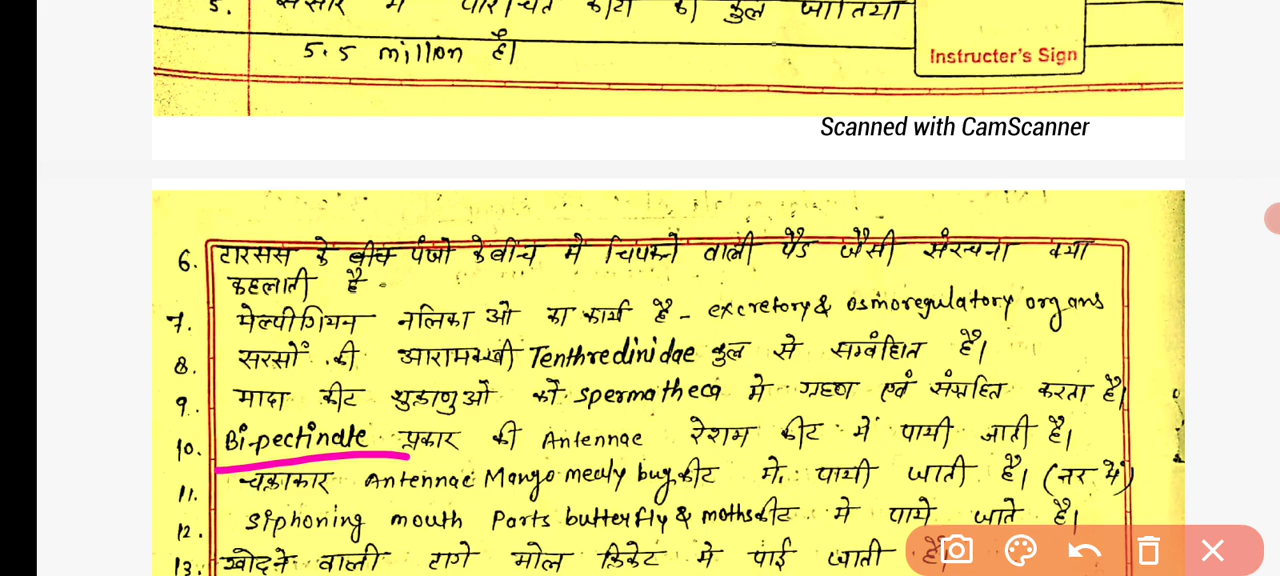 5. संसार में परिचित कीटों की कुल जातियाँ
5.5 million है।
Instructer's Sign
Scanned with CamScanner
6. टारसस के बीच पंजो के बीच में चिपकने वाली पैड जैसी संरचना क्या
कहलाती है -
7. मेल्पीगियन नलिका ओ का कार्य है - excretory & osmoregulatory organs
8. सरसों की आरामक्खी Tenthredinidae कुल से सम्बंधित है।
9. मादा कीट शुक्राणुओ को spermatheca मे ग्रहण एवं संग्रहित करता है।
10. Bi-pectinate प्रकार की Antennae रेशम कीट में पायी जाती है।
11. चक्राकार Antennae Mango mealy bug कीट में पायी जाती है। (नर में)
12. Siphoning mouth Parts butterfly & moths कीट में पाये जाते है।
13. खोदने वाली टागे मोल क्रिकेट में पाई जाती है